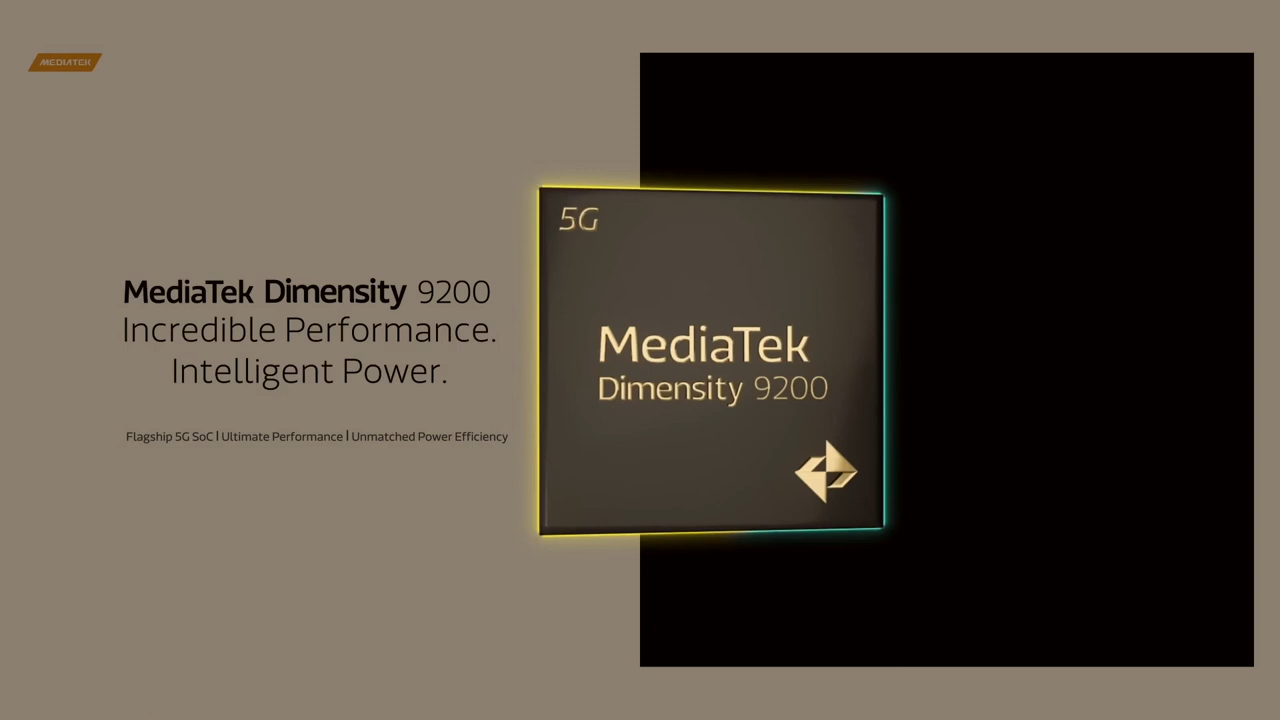 MEDIATEK
MediaTek Dimensity 9200
Incredible Performance.
Intelligent Power.
Flagship 5G SoC | Ultimate Performance | Unmatched Power Efficiency
5G
MediaTek
Dimensity 9200